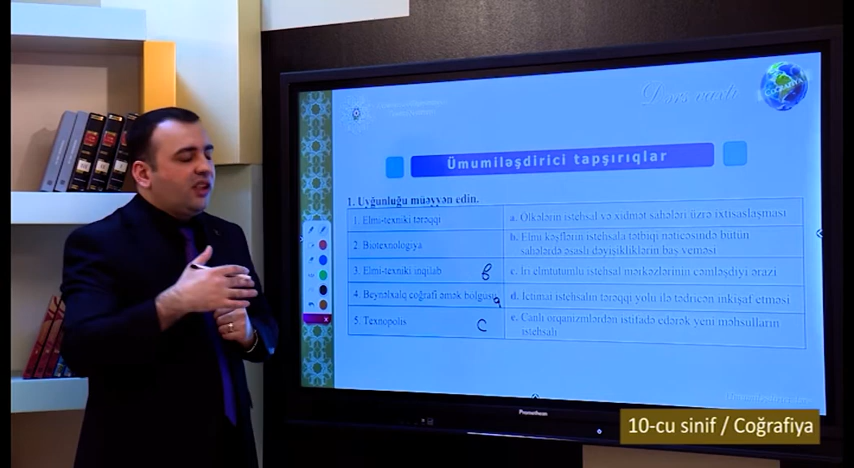 Dərs vaxtı
COĞRAFİYA
Ümumiləşdirici tapşırıqlar
1. Uyğunluğu müəyyən edin.
1. Elmi-texniki tərəqqi
a. Ölkələrin istehsal və xidmət sahələri üzrə ixtisaslaşması
2. Biotexnologiya
b. Elmi kəşflərin istehsala tətbiqi nəticəsində bütün
sahələrdə əsaslı dəyişikliklərin baş verməsi
3. Elmi-texniki inqilab
c. İri elmtutumlu istehsal mərkəzlərinin cəmləşdiyi ərazi
4. Beynəlxalq coğrafi əmək bölgüsü
d. İctimai istehsalın tərəqqi yolu ilə tədricən inkişaf etməsi
5. Texnopolis
c
e. Canlı orqanizmlərdən istifadə edərək yeni məhsulların
istehsalı
Promethean
10-cu sinif / Coğrafiya